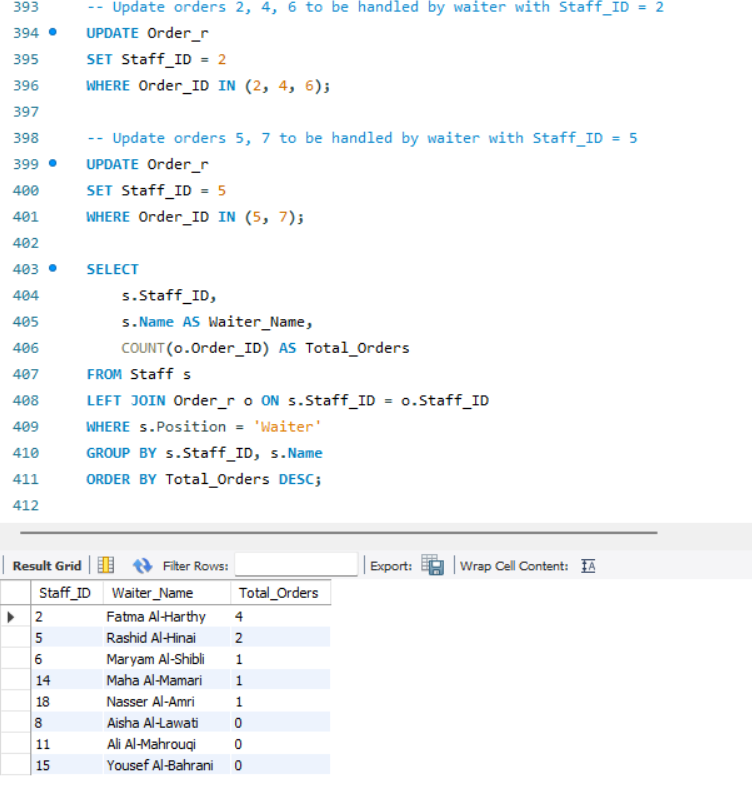 393 -- Update orders 2, 4, 6 to be handled by waiter with Staff_ID = 2
394 UPDATE Order_r
395 SET Staff_ID = 2
396 WHERE Order_ID IN (2, 4, 6);
397
398 -- Update orders 5, 7 to be handled by waiter with Staff_ID = 5
399 UPDATE Order_r
400 SET Staff_ID = 5
401 WHERE Order_ID IN (5, 7);
402
403 SELECT
404 s.Staff_ID,
405 s.Name AS Waiter_Name,
406 COUNT(o.Order_ID) AS Total_Orders
407 FROM Staff s
408 LEFT JOIN Order_r o ON s.Staff_ID = o.Staff_ID
409 WHERE s.Position = 'Waiter'
410 GROUP BY s.Staff_ID, s.Name
411 ORDER BY Total_Orders DESC;
412
Result Grid Filter Rows: Export: Wrap Cell Content: IA
Staff_ID Waiter_Name Total_Orders
2 Fatma Al-Harthy 4
5 Rashid Al-Hinai 2
6 Maryam Al-Shibli 1
14 Maha Al-Mamari 1
18 Nasser Al-Amri 1
8 Aisha Al-Lawati 0
11 Ali Al-Mahrouqi 0
15 Yousef Al-Bahrani 0